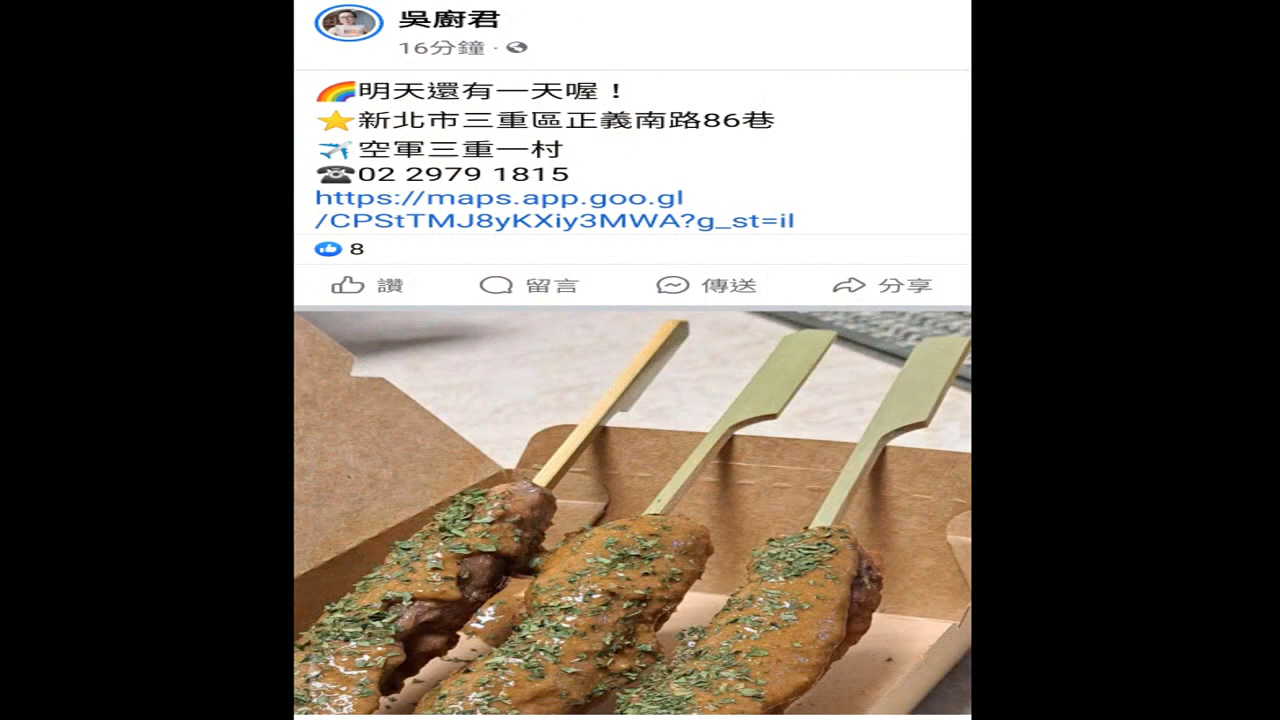 吳廚君
16分鐘 ·
🌈明天還有一天喔！
⭐新北市三重區正義南路86巷
✈️空軍三重一村
☎️02 2979 1815
https://maps.app.goo.gl
/CPStTMJ8yKXiy3MWA?g_st=il
8
讚 留言 傳送 分享